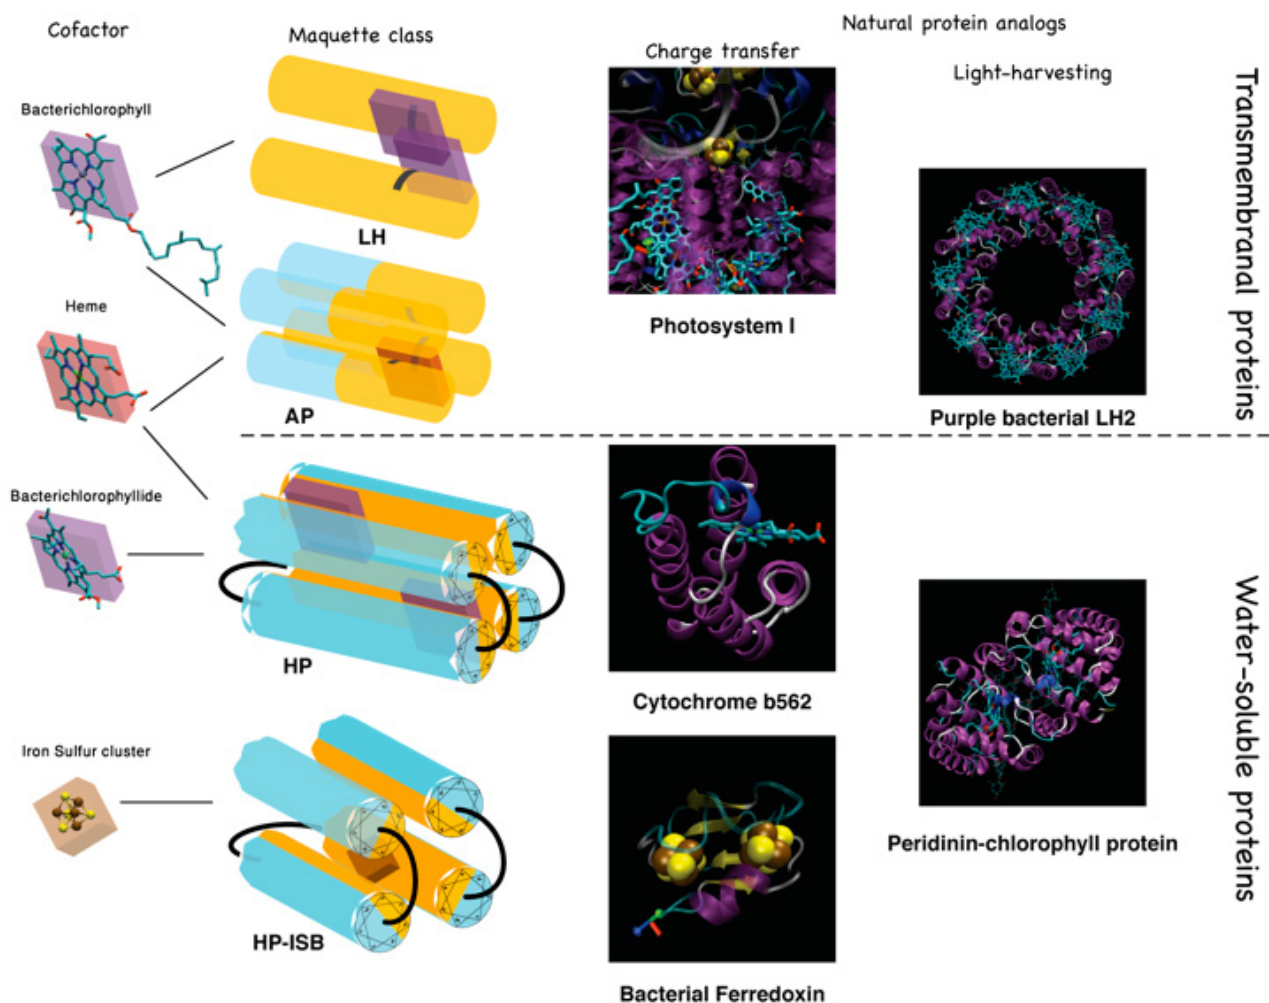 Cofactor
Maquette class
Natural protein analogs
Charge transfer
Light-harvesting
Transmembranal proteins
Bacterichlorophyll
LH
Photosystem I
Purple bacterial LH2
Heme
AP
Bacterichlorophyllide
HP
Cytochrome b562
Water-soluble proteins
Peridinin-chlorophyll protein
Iron Sulfur cluster
HP-ISB
Bacterial Ferredoxin